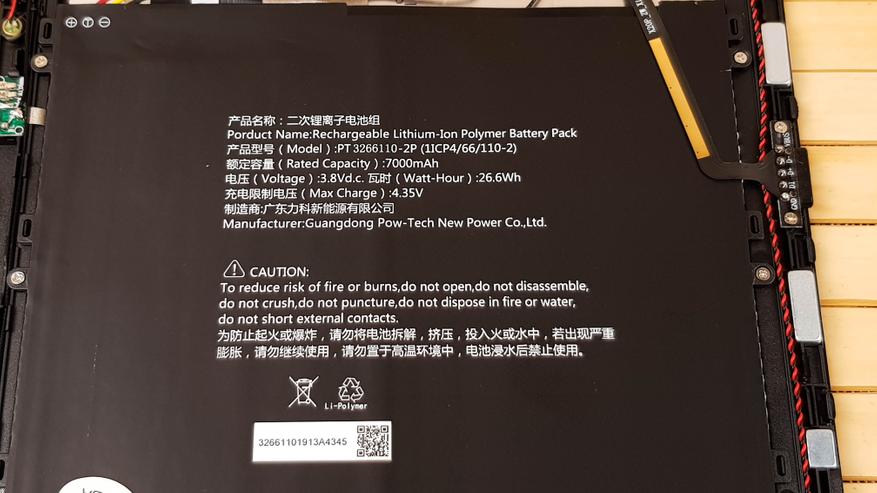 产品名称：二次锂离子电池组
Porduct Name:Rechargeable Lithium-Ion Polymer Battery Pack
产品型号（Model）:PT3266110-2P (1ICP4/66/110-2)
额定容量（Rated Capacity）:7000mAh
电压（Voltage）:3.8Vd.c. 瓦时（Watt-Hour）:26.6Wh
充电限制电压（Max Charge）:4.35V
制造商:广东力科新能源有限公司
Manufacturer:Guangdong Pow-Tech New Power Co.,Ltd.
CAUTION:
To reduce risk of fire or burns,do not open,do not disassemble,
do not crush,do not puncture,do not dispose in fire or water,
do not short external contacts.
为防止起火或爆炸，请勿将电池拆解，挤压，投入火或水中，若出现严重
膨胀，请勿继续使用，请勿置于高温环境中，电池浸水后禁止使用。
Li-Polymer
32661101913A4345
VBUS
D-
D+
GND